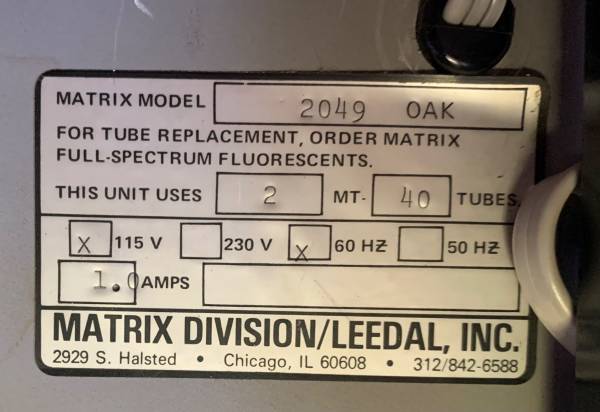 MATRIX MODEL 2049 OAK
FOR TUBE REPLACEMENT, ORDER MATRIX
FULL-SPECTRUM FLUORESCENTS.
THIS UNIT USES 2 MT- 40 TUBES
X 115 V 230 V X 60 HZ 50 HZ
1.0 AMPS
MATRIX DIVISION/LEEDAL, INC.
2929 S. Halsted • Chicago, IL 60608 • 312/842-6588